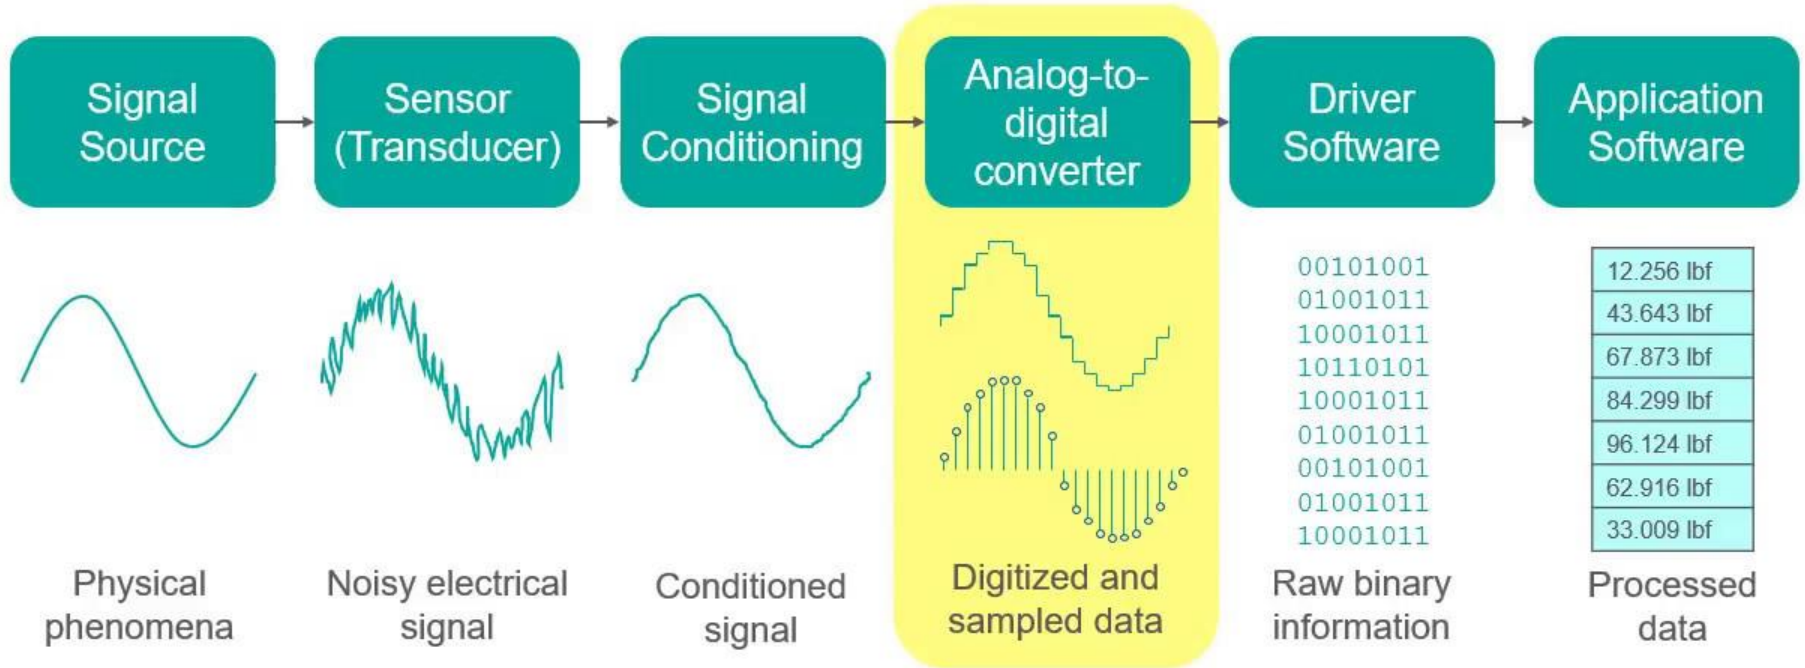 Signal
Source
Sensor
(Transducer)
Signal
Conditioning
Analog-to-
digital
converter
Driver
Software
Application
Software
00101001
01001011
10001011
10110101
10001011
01001011
00101001
01001011
10001011
12.256 lbf
43.643 lbf
67.873 lbf
84.299 lbf
96.124 lbf
62.916 lbf
33.009 lbf
Physical
phenomena
Noisy electrical
signal
Conditioned
signal
Digitized and
sampled data
Raw binary
information
Processed
data